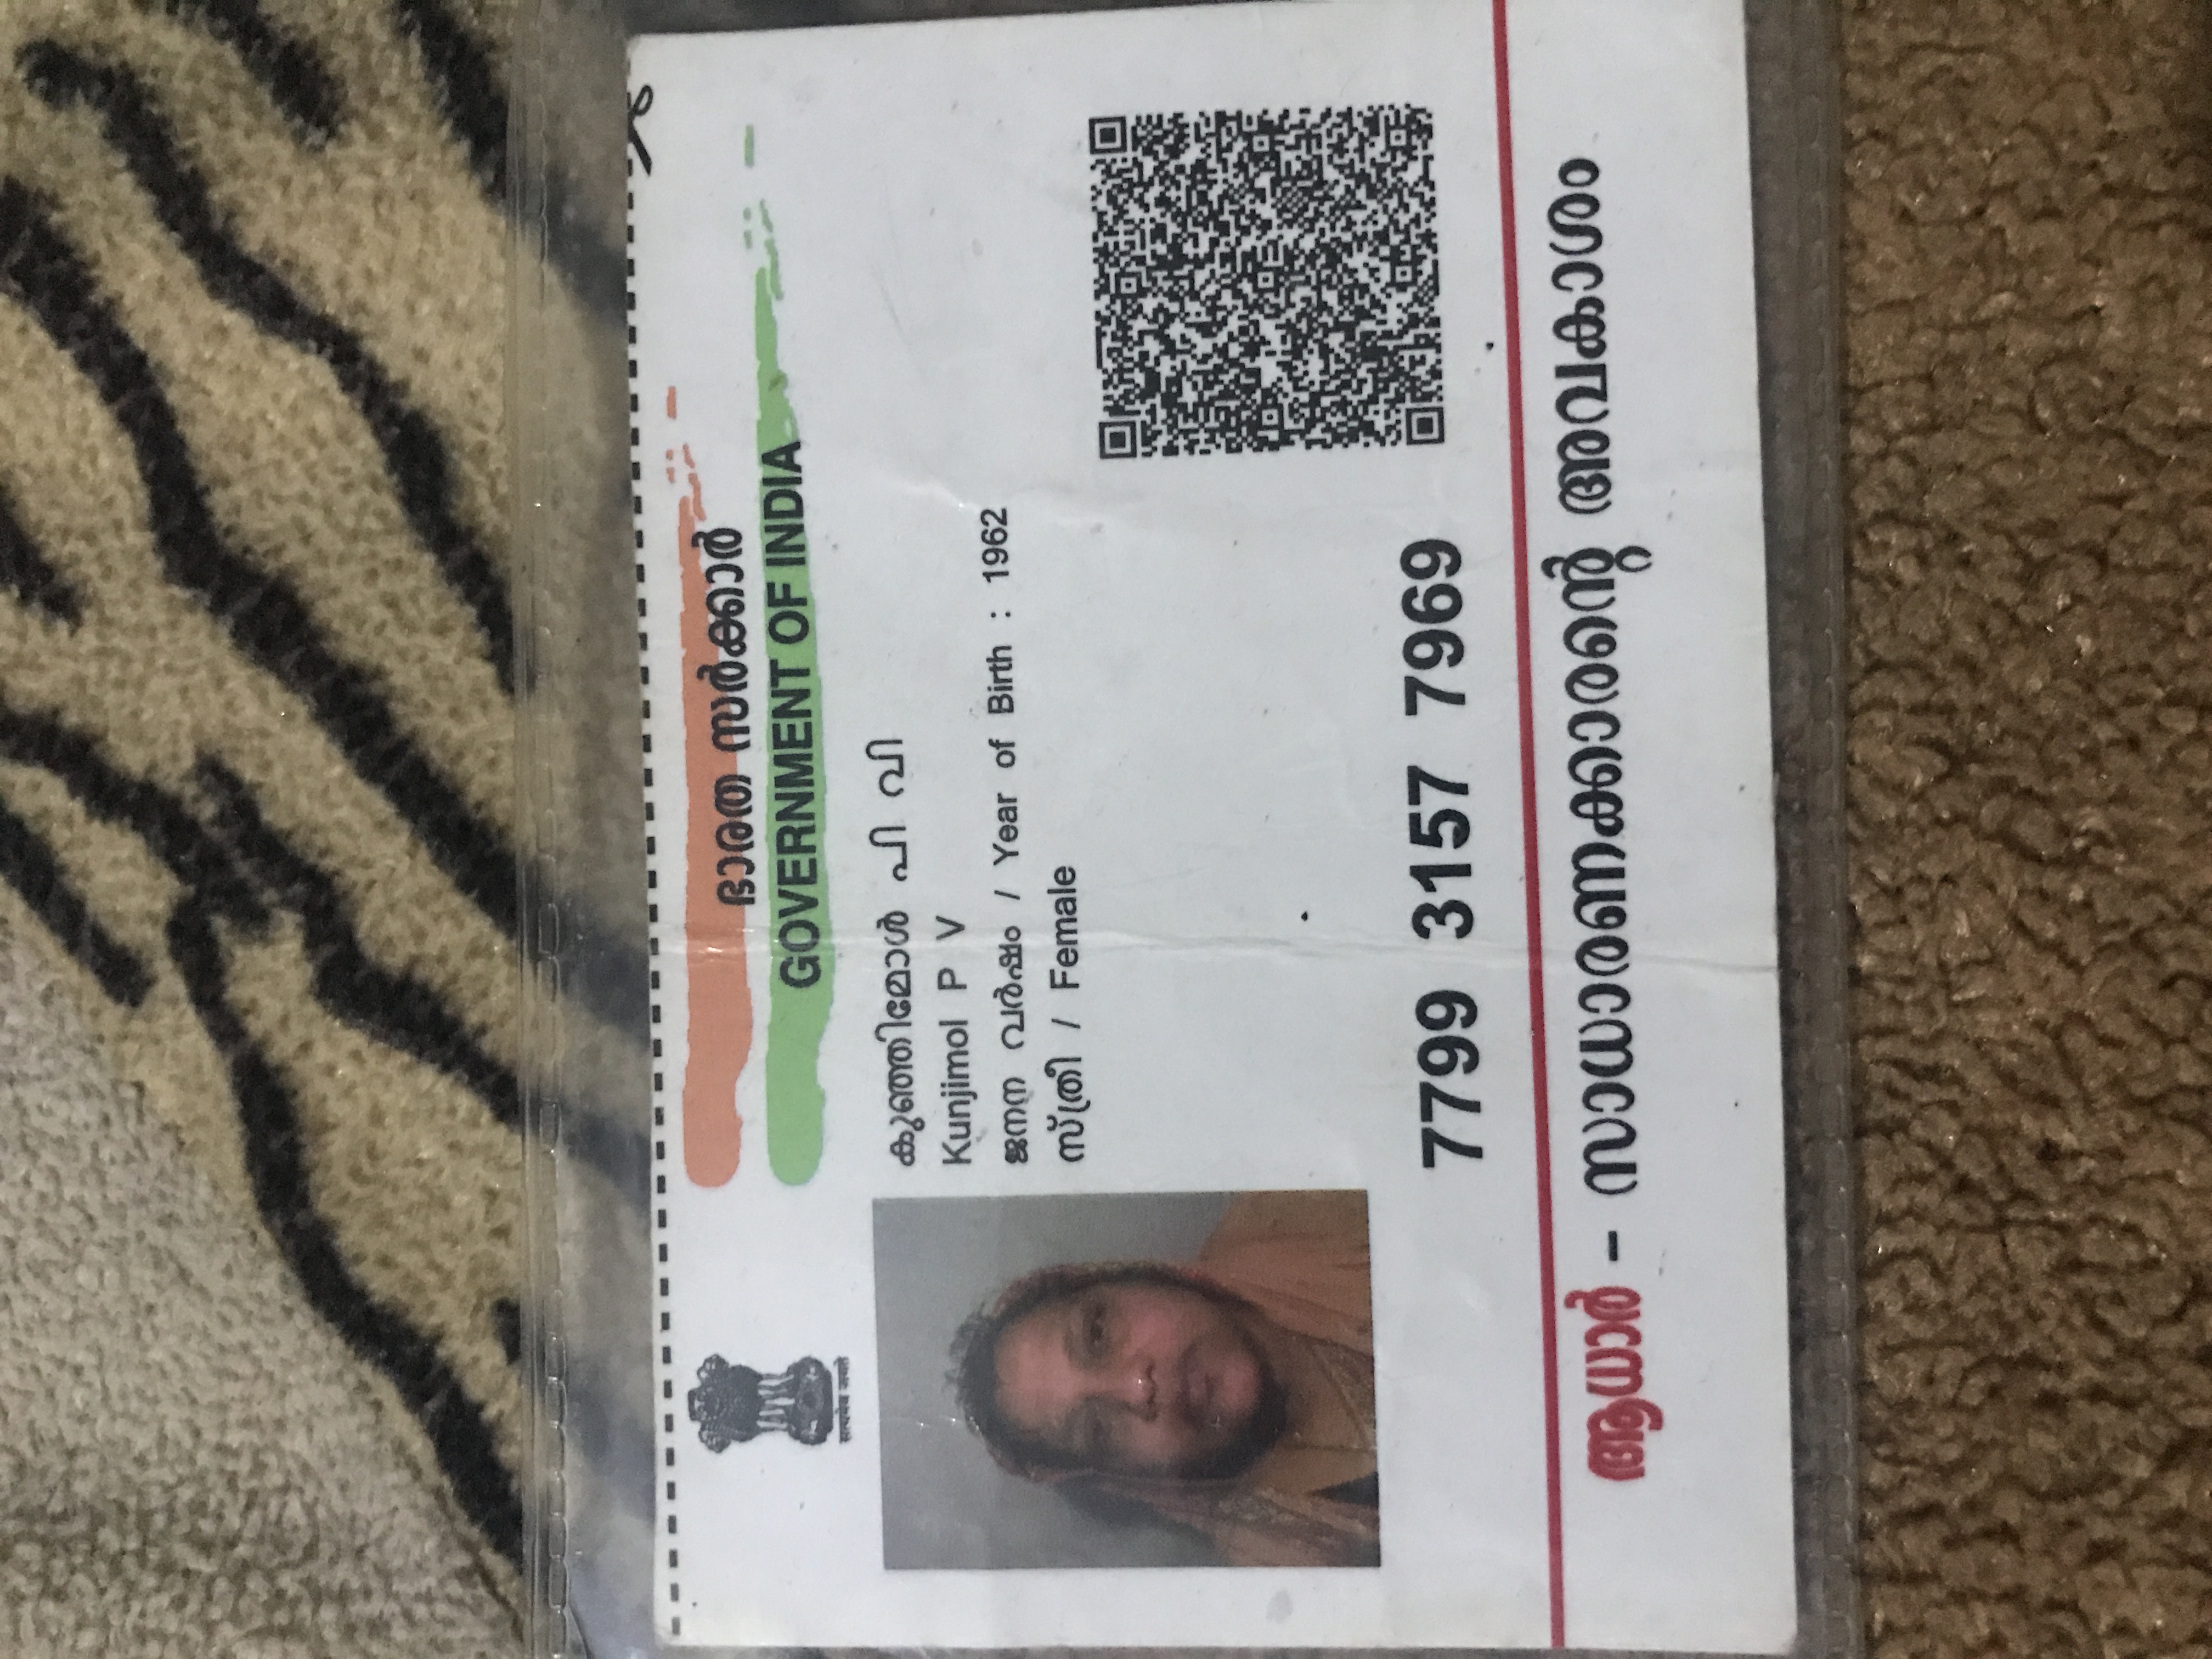 ഭാരത സർക്കാർ
GOVERNMENT OF INDIA
सत्यमेव जयते
കുഞ്ഞിമോൾ പി വി
Kunjimol P V
ജനന വർഷം / Year of Birth : 1962
സ്ത്രീ / Female
7799 3157 7969
ആധാർ – സാധാരണക്കാരന്റെ അവകാശം